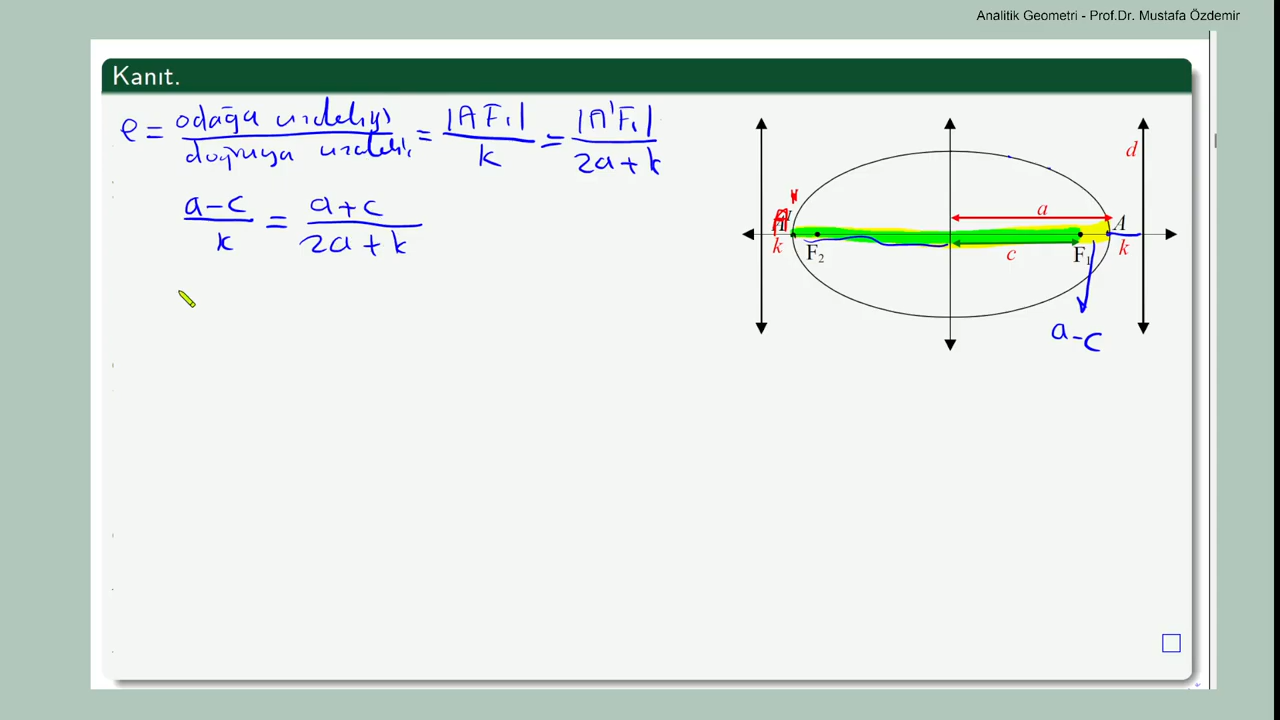 Analitik Geometri - Prof.Dr. Mustafa Özdemir
Kanıt.
e = odağa uzaklığı / doğruya uzaklığı = |AF₁| / k = |A'F₁| / 2a+k
a-c / k = a+c / 2a+k
d
a
A
k
F₂
c
F₁
k
a-c